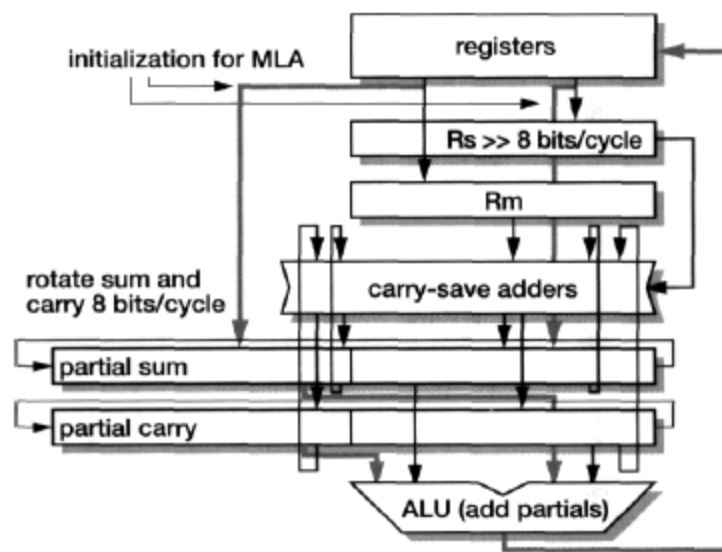 registers
initialization for MLA
Rs >> 8 bits/cycle
Rm
rotate sum and
carry 8 bits/cycle
carry-save adders
partial sum
partial carry
ALU (add partials)